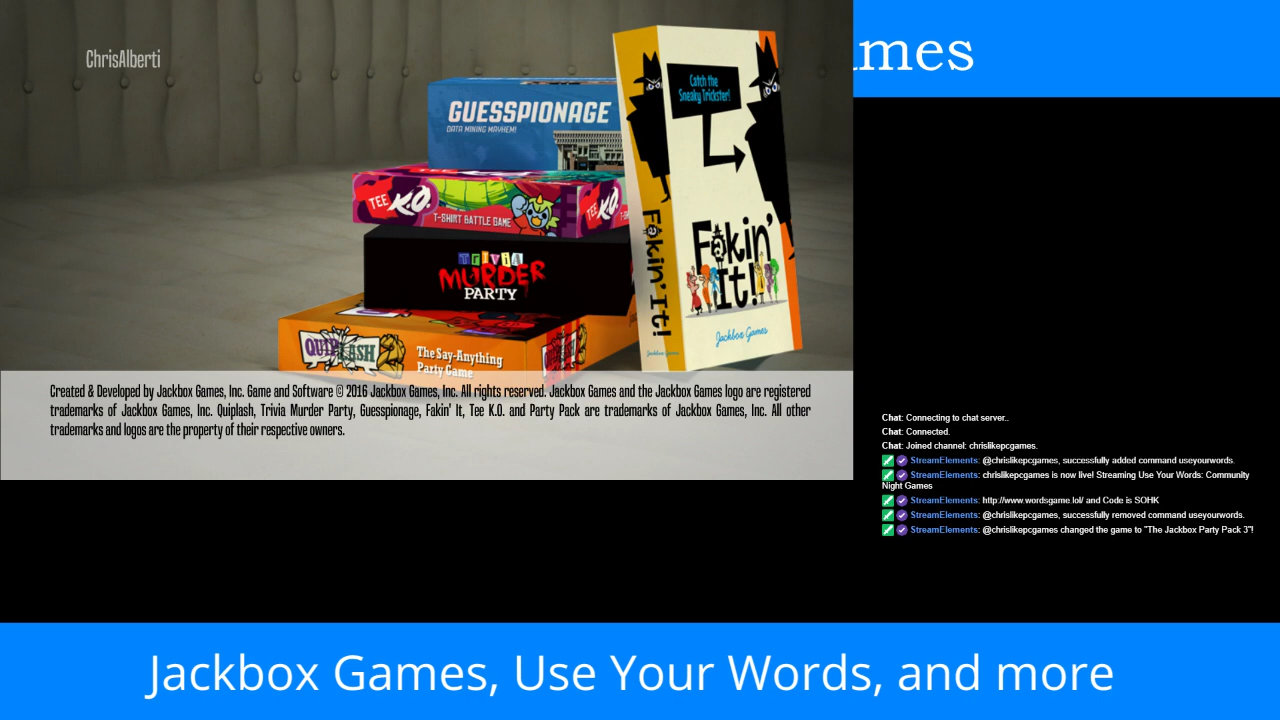 ChrisAlberti
mes
Catch the
Sneaky Trickster!
GUESSPIONAGE
DATA MINING MAYHEM!
TEE K.O.
T-SHIRT BATTLE GAME
TEE K.O.
TRIVIA
MURDER
PARTY
Fakin' It!
Fakin'
It!
Jackbox Games
Jackbox Games
QUIPLASH 2
The Say-Anything
Party Game
Created & Developed by Jackbox Games, Inc. Game and Software © 2016 Jackbox Games, Inc. All rights reserved. Jackbox Games and the Jackbox Games logo are registered
trademarks of Jackbox Games, Inc. Quiplash, Trivia Murder Party, Guesspionage, Fakin' It, Tee K.O. and Party Pack are trademarks of Jackbox Games, Inc. All other
trademarks and logos are the property of their respective owners.
Chat: Connecting to chat server..
Chat: Connected.
Chat: Joined channel: chrislikepcgames.
StreamElements: @chrislikepcgames, successfully added command useyourwords.
StreamElements: chrislikepcgames is now live! Streaming Use Your Words: Community
Night Games
StreamElements: http://www.wordsgame.lol/ and Code is SOHK
StreamElements: @chrislikepcgames, successfully removed command useyourwords.
StreamElements: @chrislikepcgames changed the game to "The Jackbox Party Pack 3"!
Jackbox Games, Use Your Words, and more